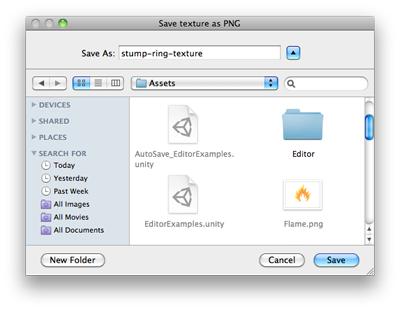 Save texture as PNG
Save As: stump-ring-texture
Assets
DEVICES
SHARED
PLACES
SEARCH FOR
Today
Yesterday
Past Week
All Images
All Movies
All Documents
AutoSave_EditorExamples.
unity
Editor
EditorExamples.unity
Flame.png
New Folder
Cancel
Save